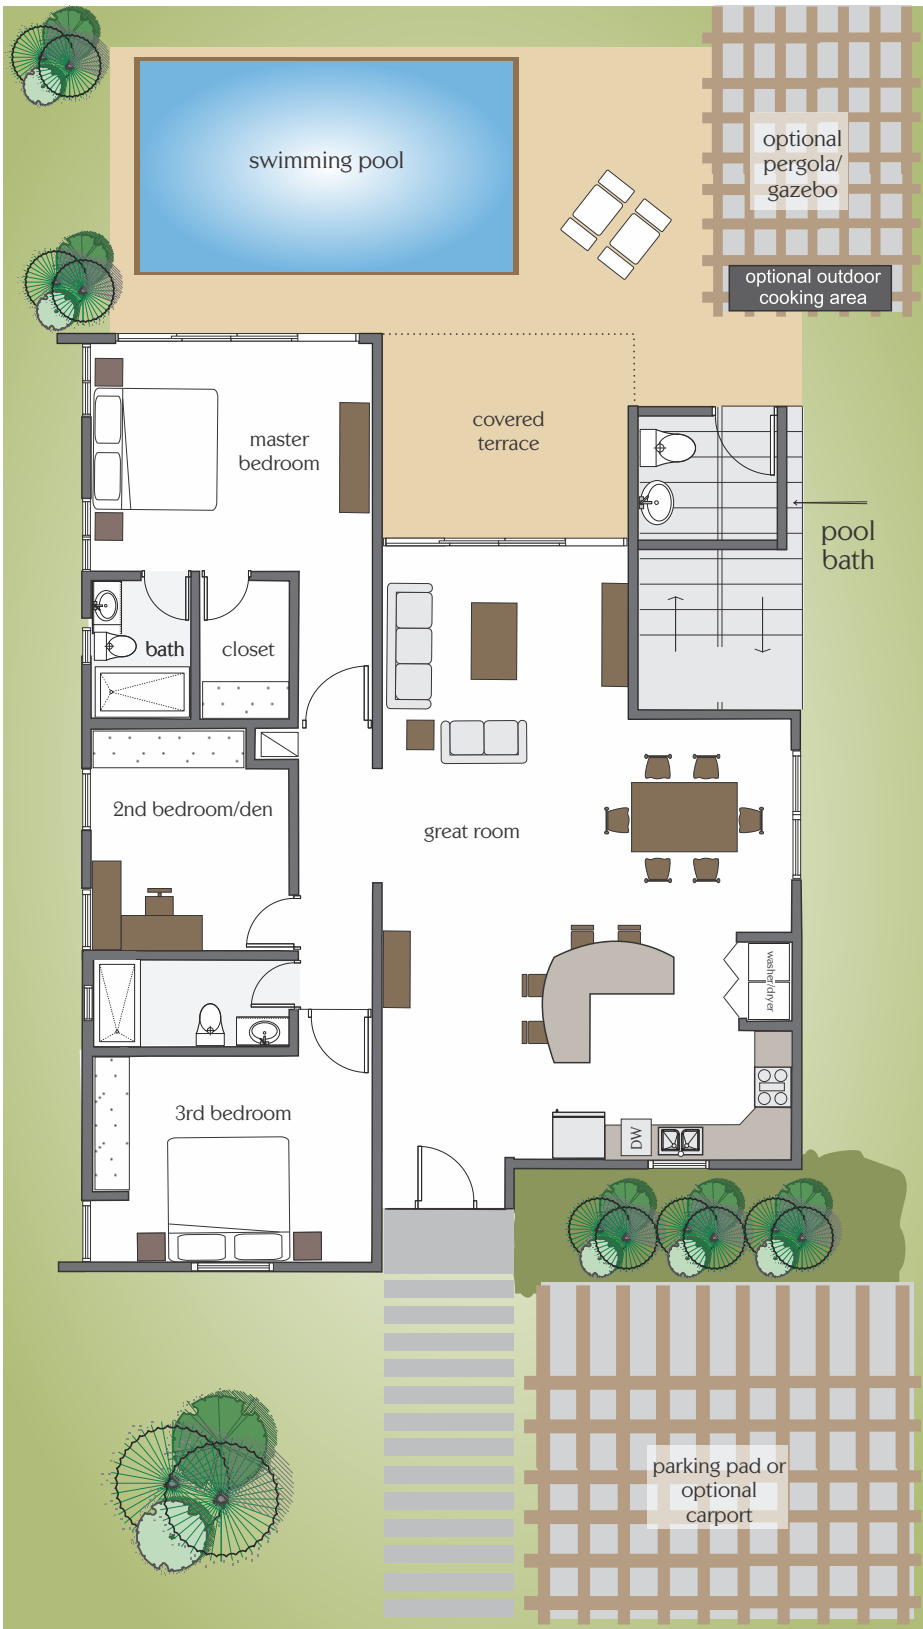 swimming pool
optional
pergola/
gazebo
optional outdoor
cooking area
covered
terrace
master
bedroom
pool
bath
bath
closet
2nd bedroom/den
great room
washer/dryer
3rd bedroom
DW
parking pad or
optional
carport